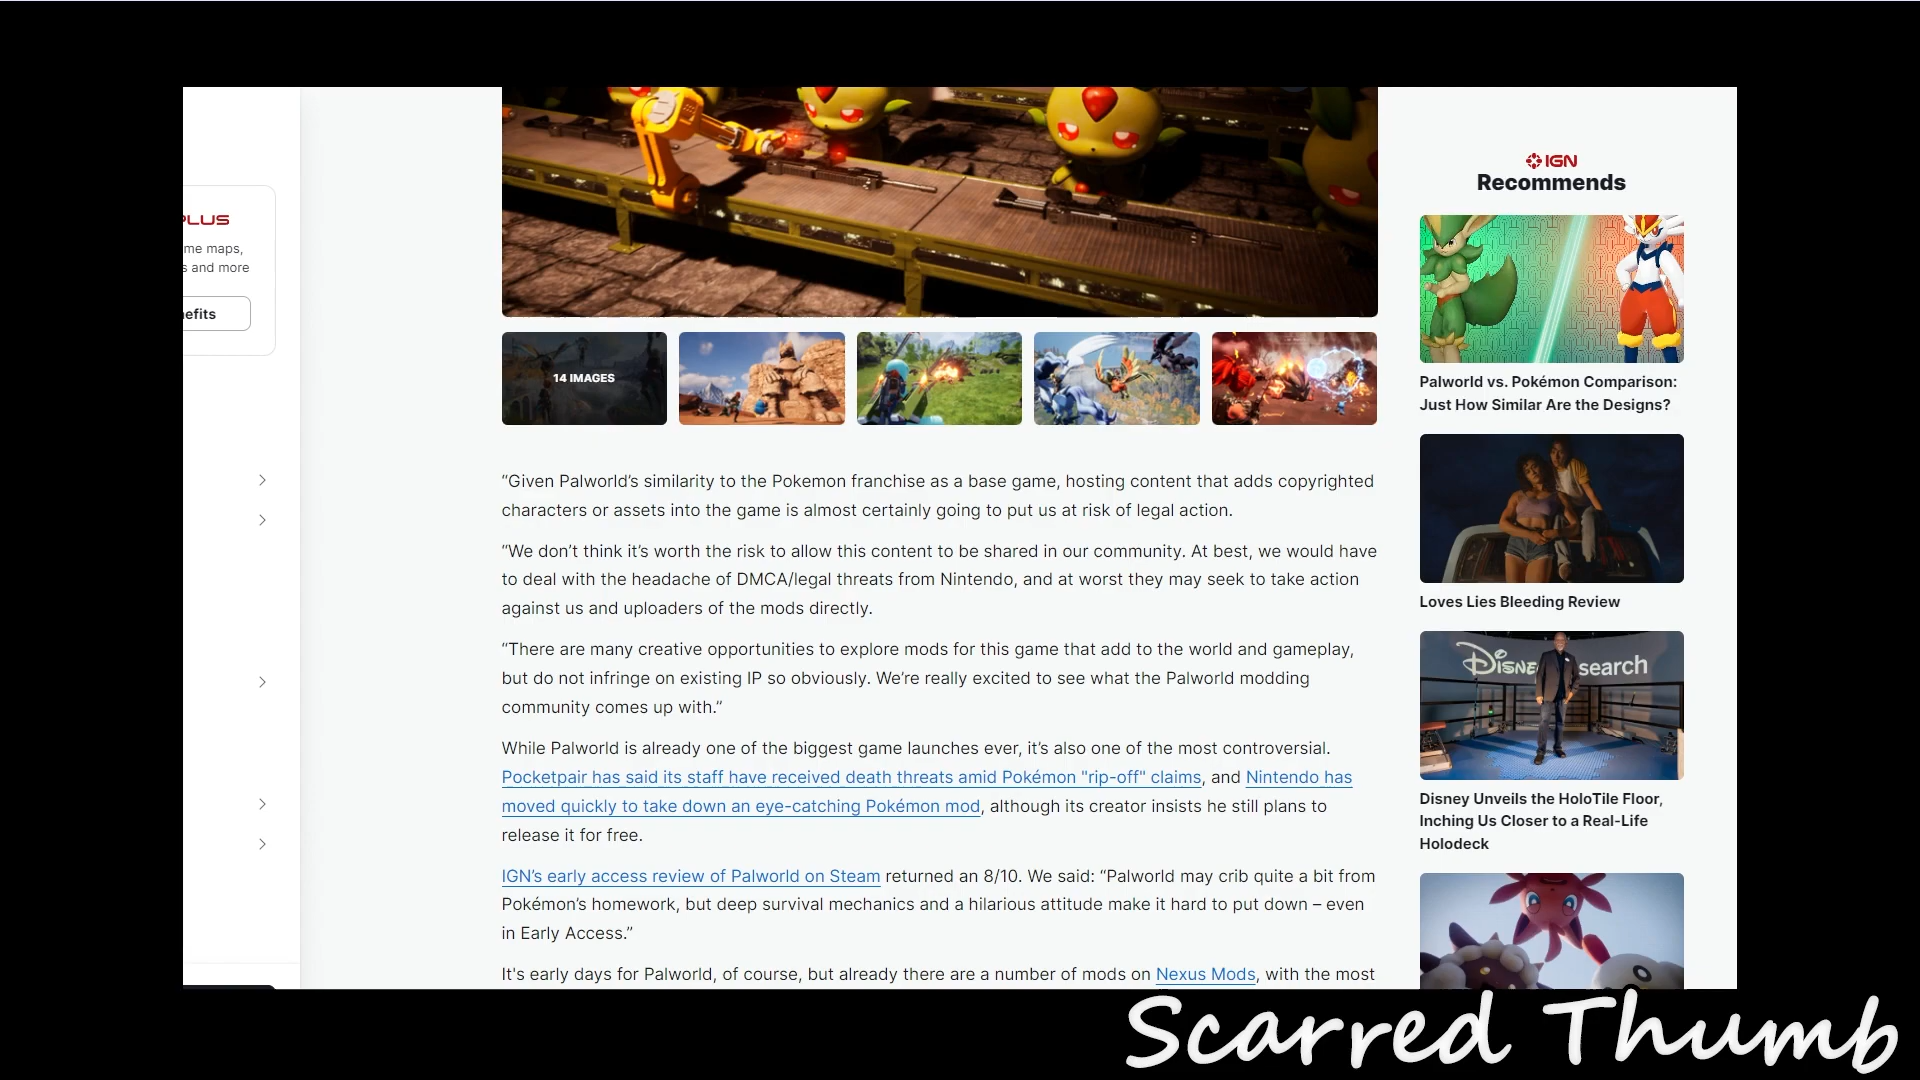 PLUS
me maps,
s and more
nefits
14 IMAGES
“Given Palworld’s similarity to the Pokemon franchise as a base game, hosting content that adds copyrighted
characters or assets into the game is almost certainly going to put us at risk of legal action.
“We don’t think it’s worth the risk to allow this content to be shared in our community. At best, we would have
to deal with the headache of DMCA/legal threats from Nintendo, and at worst they may seek to take action
against us and uploaders of the mods directly.
“There are many creative opportunities to explore mods for this game that add to the world and gameplay,
but do not infringe on existing IP so obviously. We’re really excited to see what the Palworld modding
community comes up with.”
While Palworld is already one of the biggest game launches ever, it’s also one of the most controversial.
Pocketpair has said its staff have received death threats amid Pokémon "rip-off" claims, and Nintendo has
moved quickly to take down an eye-catching Pokémon mod, although its creator insists he still plans to
release it for free.
IGN’s early access review of Palworld on Steam returned an 8/10. We said: “Palworld may crib quite a bit from
Pokémon’s homework, but deep survival mechanics and a hilarious attitude make it hard to put down – even
in Early Access.”
It's early days for Palworld, of course, but already there are a number of mods on Nexus Mods, with the most
IGN
Recommends
Palworld vs. Pokémon Comparison:
Just How Similar Are the Designs?
Loves Lies Bleeding Review
Disney search
Disney Unveils the HoloTile Floor,
Inching Us Closer to a Real-Life
Holodeck
Scarred Thumb